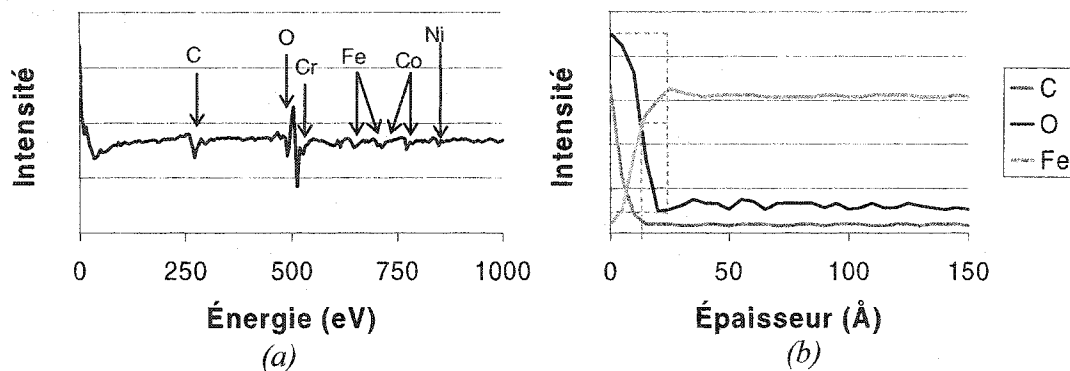 Intensité
C
O
Cr
Fe
Co
Ni
0
250
500
750
1000
Énergie (eV)
(a)
Intensité
0
50
100
150
Épaisseur (Å)
(b)
C
O
Fe